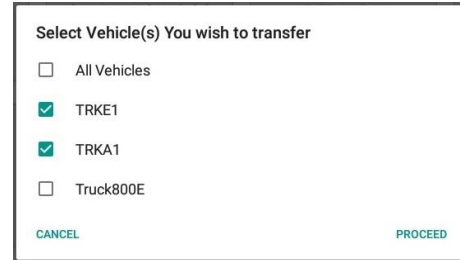 Select Vehicle(s) You wish to transfer
All Vehicles
TRKE1
TRKA1
Truck800E
CANCEL PROCEED